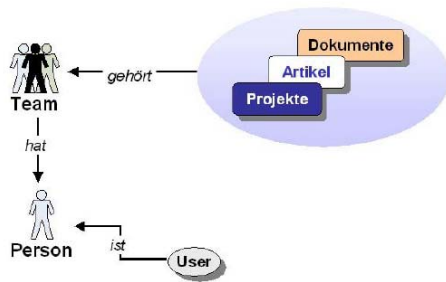 Dokumente
Artikel
Projekte
gehört
Team
hat
Person
ist
User